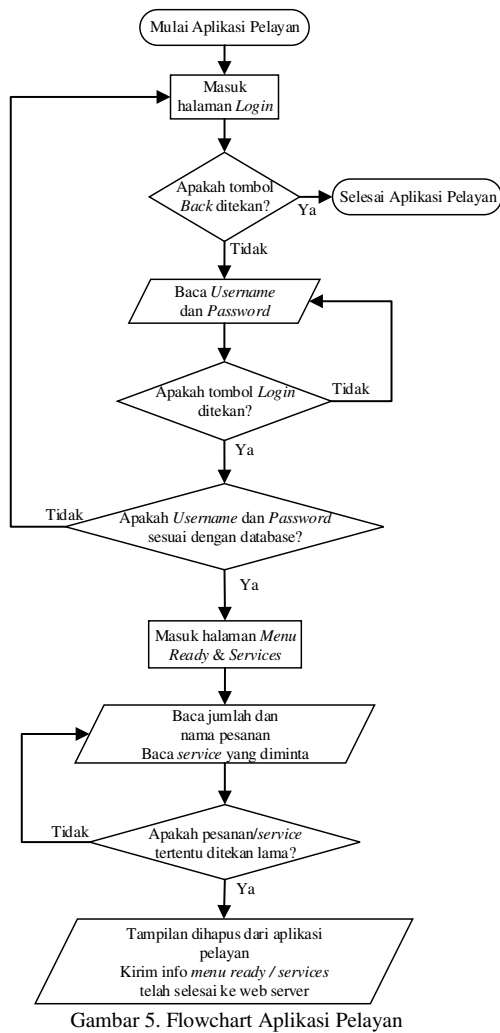 Mulai Aplikasi Pelayan
Masuk
halaman Login
Apakah tombol
Back ditekan?
Ya
Selesai Aplikasi Pelayan
Tidak
Baca Username
dan Password
Apakah tombol Login
ditekan?
Tidak
Ya
Tidak
Apakah Username dan Password
sesuai dengan database?
Ya
Masuk halaman Menu
Ready & Services
Baca jumlah dan
nama pesanan
Baca service yang diminta
Tidak
Apakah pesanan/service
tertentu ditekan lama?
Ya
Tampilan dihapus dari aplikasi
pelayan
Kirim info menu ready / services
telah selesai ke web server
Gambar 5. Flowchart Aplikasi Pelayan